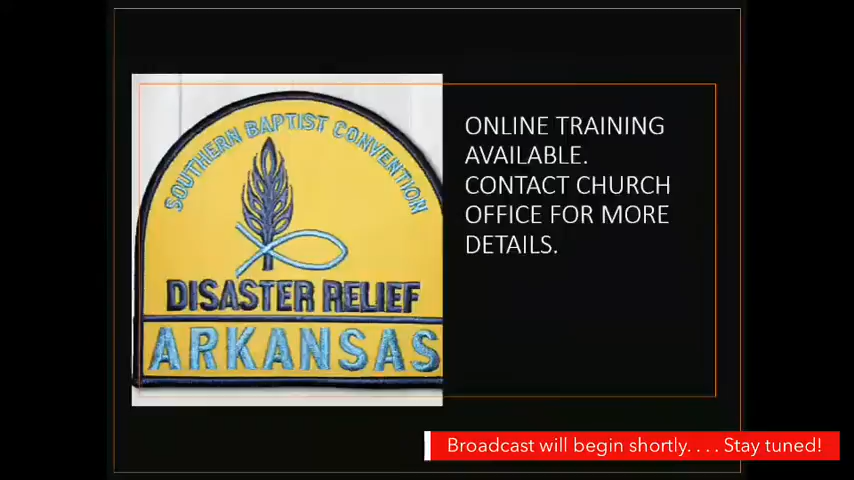 SOUTHERN BAPTIST CONVENTION
DISASTER RELIEF
ARKANSAS
ONLINE TRAINING
AVAILABLE.
CONTACT CHURCH
OFFICE FOR MORE
DETAILS.
Broadcast will begin shortly. . . . Stay tuned!